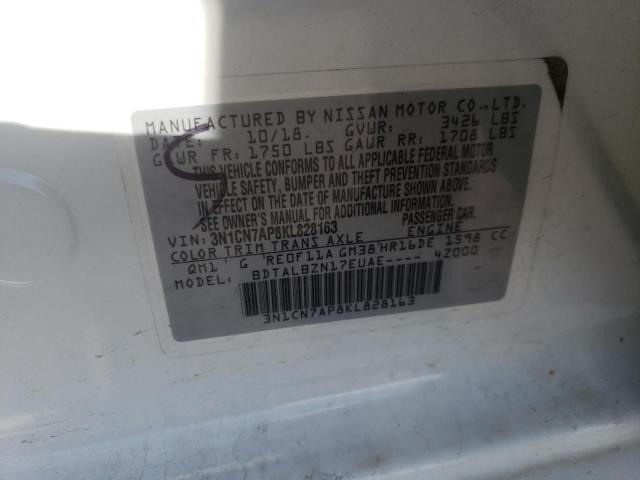 MANUFACTURED BY NISSAN MOTOR CO., LTD.
DATE: 10/18. GVWR: 3426 LBS
GAWR FR: 1750 LBS GAWR RR: 1708 LBS
THIS VEHICLE CONFORMS TO ALL APPLICABLE FEDERAL MOTOR
VEHICLE SAFETY, BUMPER AND THEFT PREVENTION STANDARDS
IN EFFECT ON THE DATE OF MANUFACTURE SHOWN ABOVE.
SEE OWNER'S MANUAL FOR LOAD INSTRUCTIONS.
VIN: 3N1CN7AP8KL828163 PASSENGER CAR.
COLOR TRIM TRANS AXLE ENGINE
QM1 G RE0F11A GM38 HR16DE 1598 CC
MODEL: BDTALBZN17EUAE---- 4Z000
3N1CN7AP8KL828163